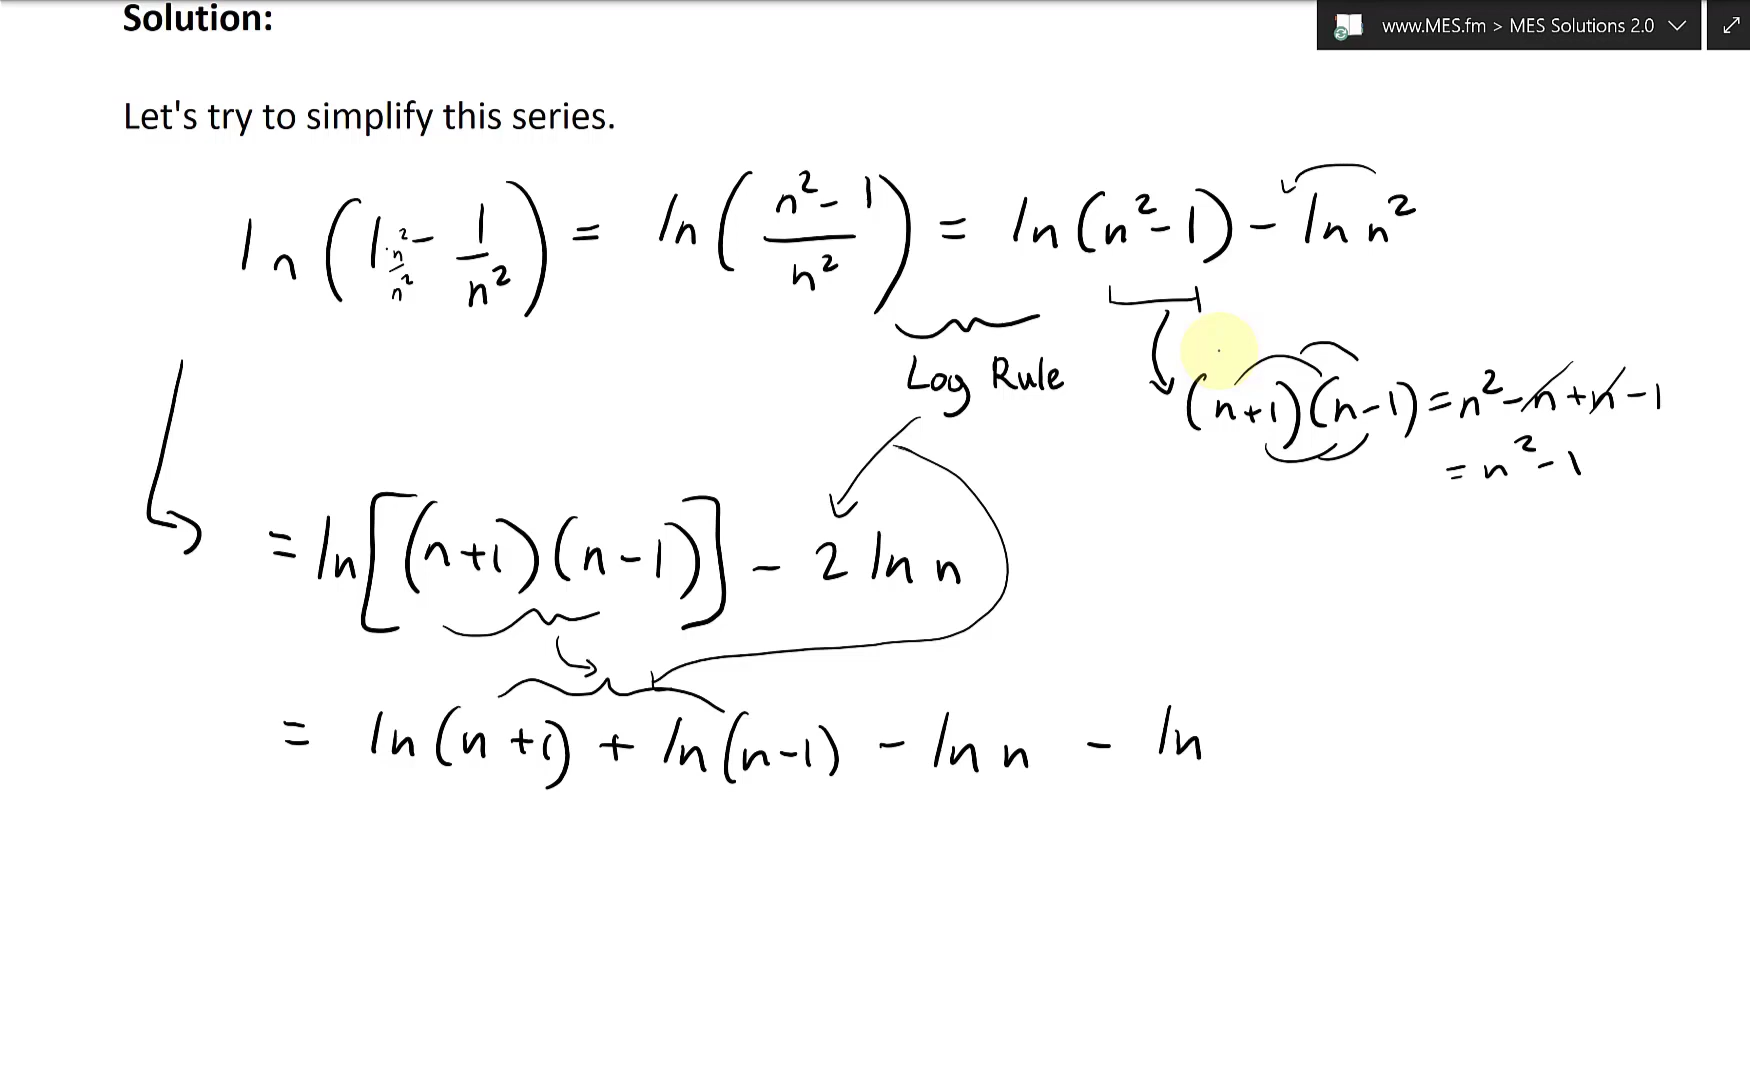 Solution:
www.MES.fm > MES Solutions 2.0
Let's try to simplify this series.
ln(1·n²/n² - 1/n²) = ln((n²-1)/n²) = ln(n²-1) - ln n²
Log Rule
(n+1)(n-1) = n² - n + n - 1
= n² - 1
= ln[(n+1)(n-1)] - 2 ln n
= ln(n+1) + ln(n-1) - ln n - ln